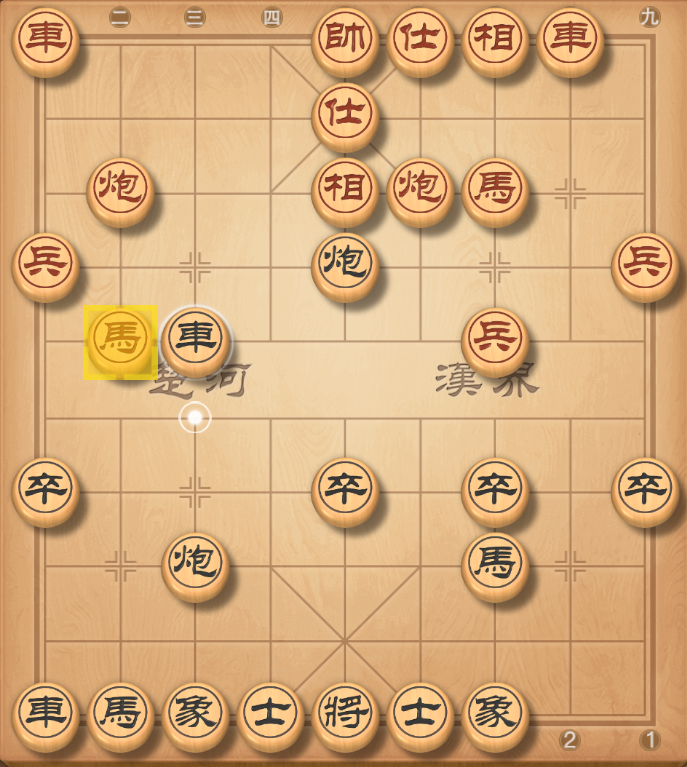 二 三 四 九
車 帥 仕 相 車
仕
炮 相 炮 馬
兵 炮 兵
馬 車 兵
楚河 漢界
卒 卒 卒 卒
炮 馬
車 馬 象 士 將 士 象
2 1